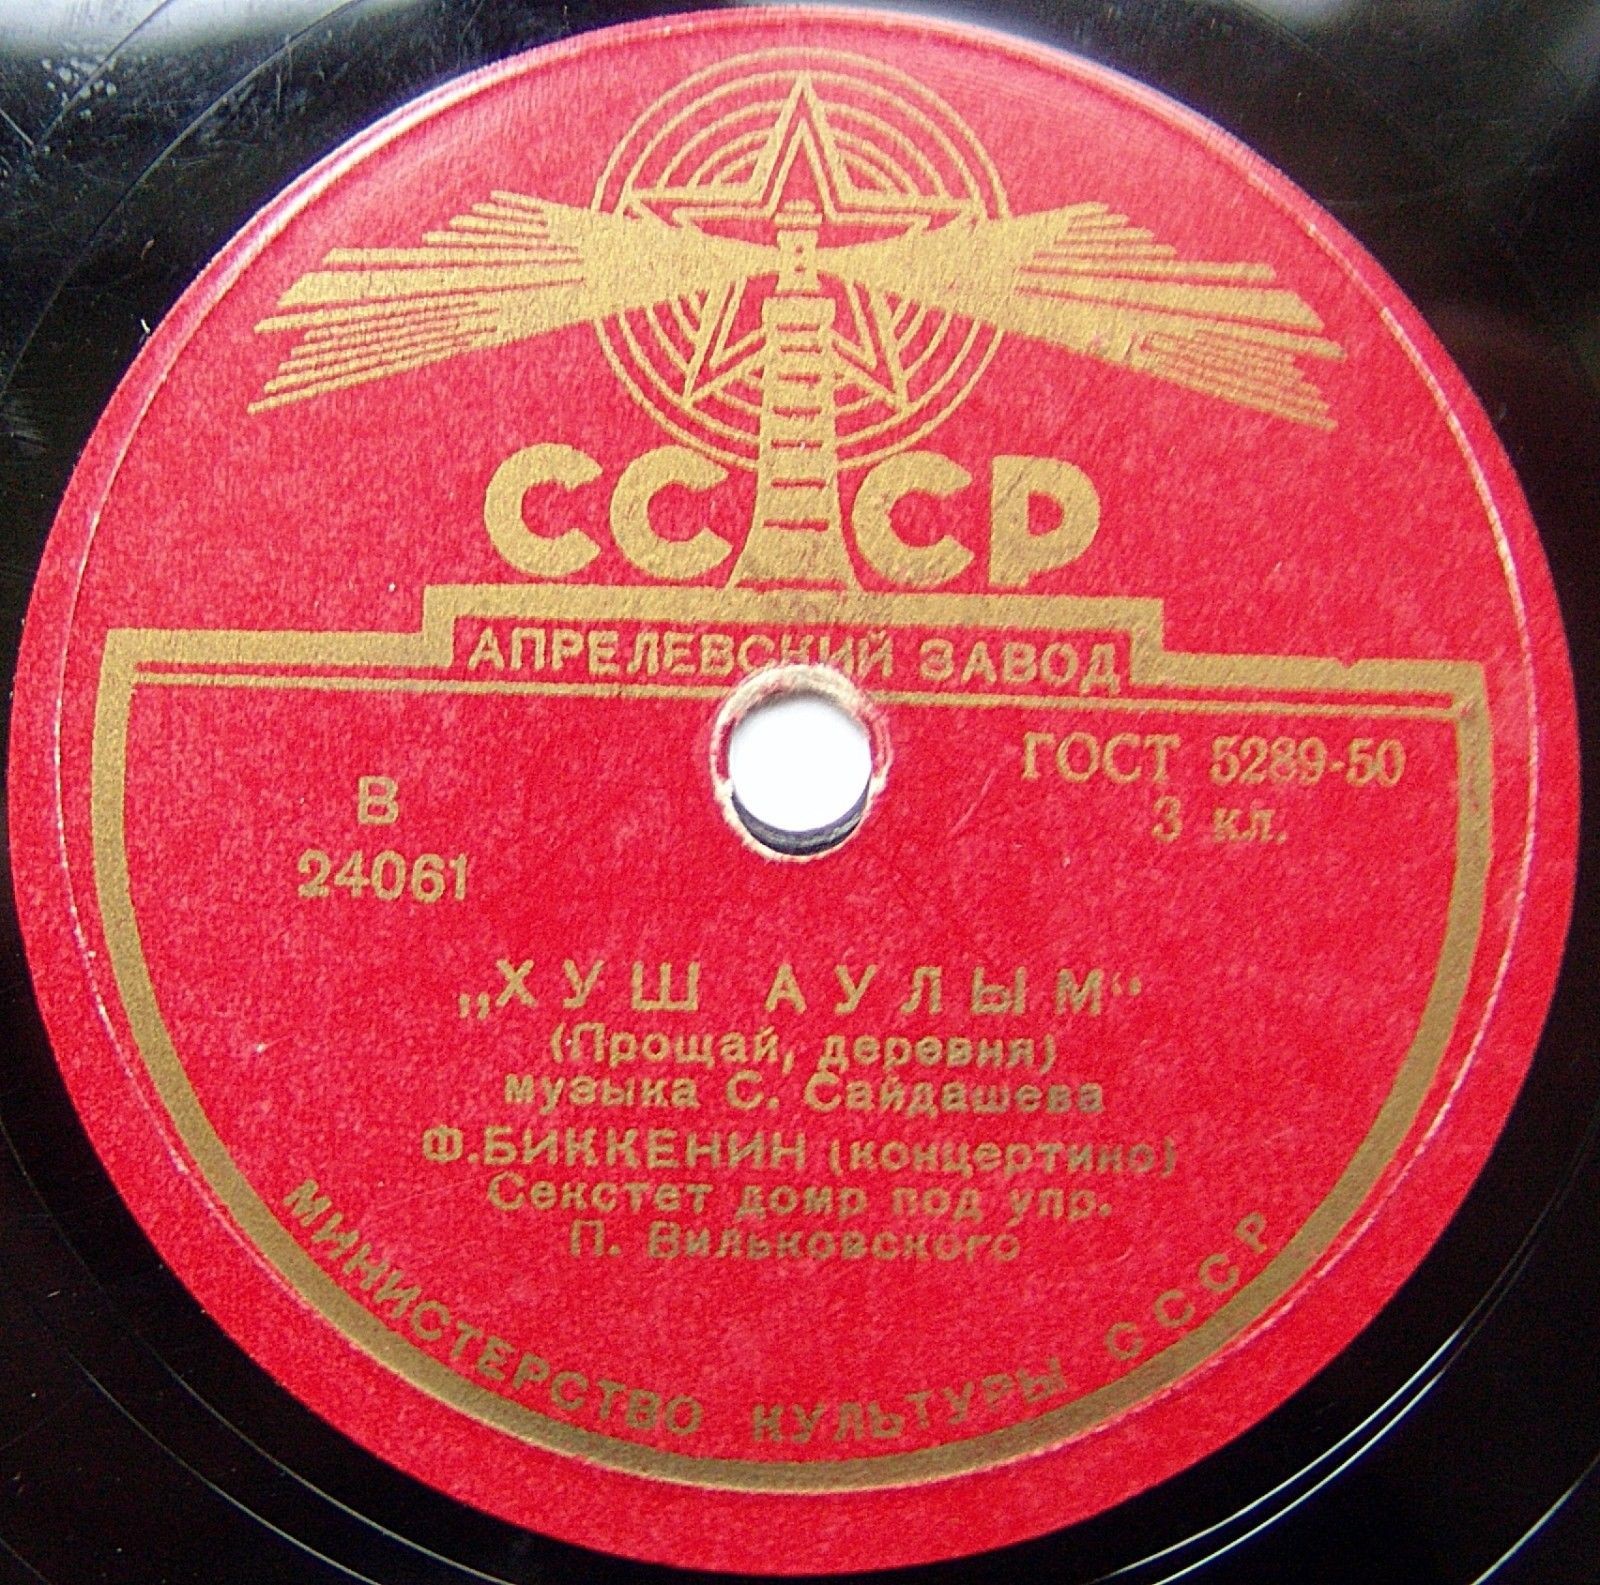 СССР
АПРЕЛЕВСКИЙ ЗАВОД
ГОСТ 5289-50
3 кл.
В
24061
„ХУШ АУЛЫМ“
(Прощай, деревня)
музыка С. Сайдашева
Ф.БИККЕНИН (концертино)
Секстет домр под упр.
П. Вильковского
МИНИСТЕРСТВО КУЛЬТУРЫ СССР